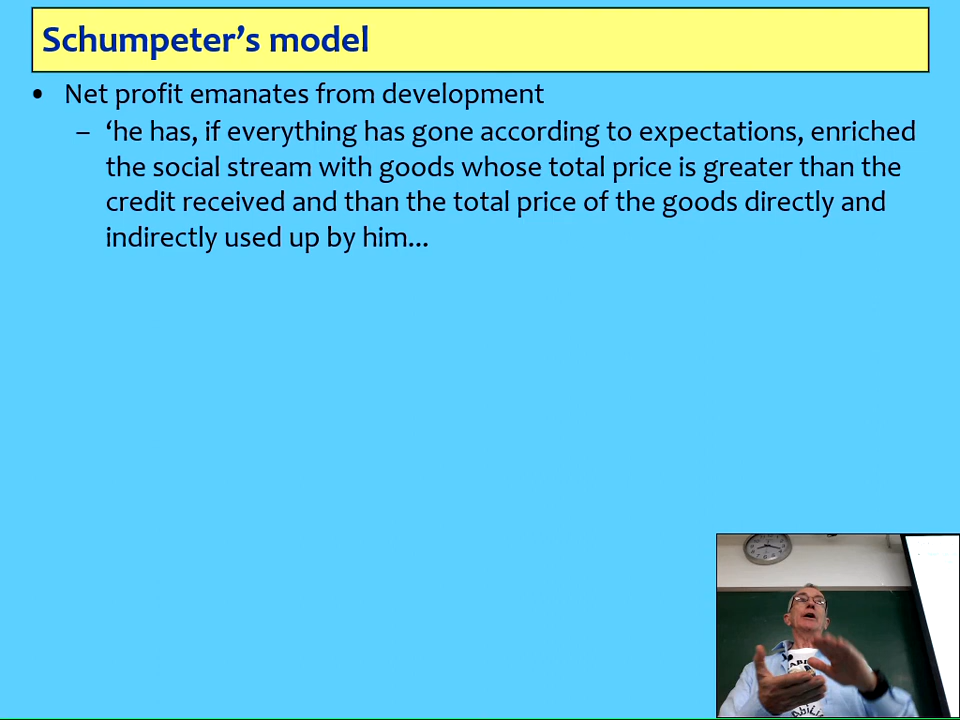 Schumpeter’s model
• Net profit emanates from development
– ‘he has, if everything has gone according to expectations, enriched
the social stream with goods whose total price is greater than the
credit received and than the total price of the goods directly and
indirectly used up by him...